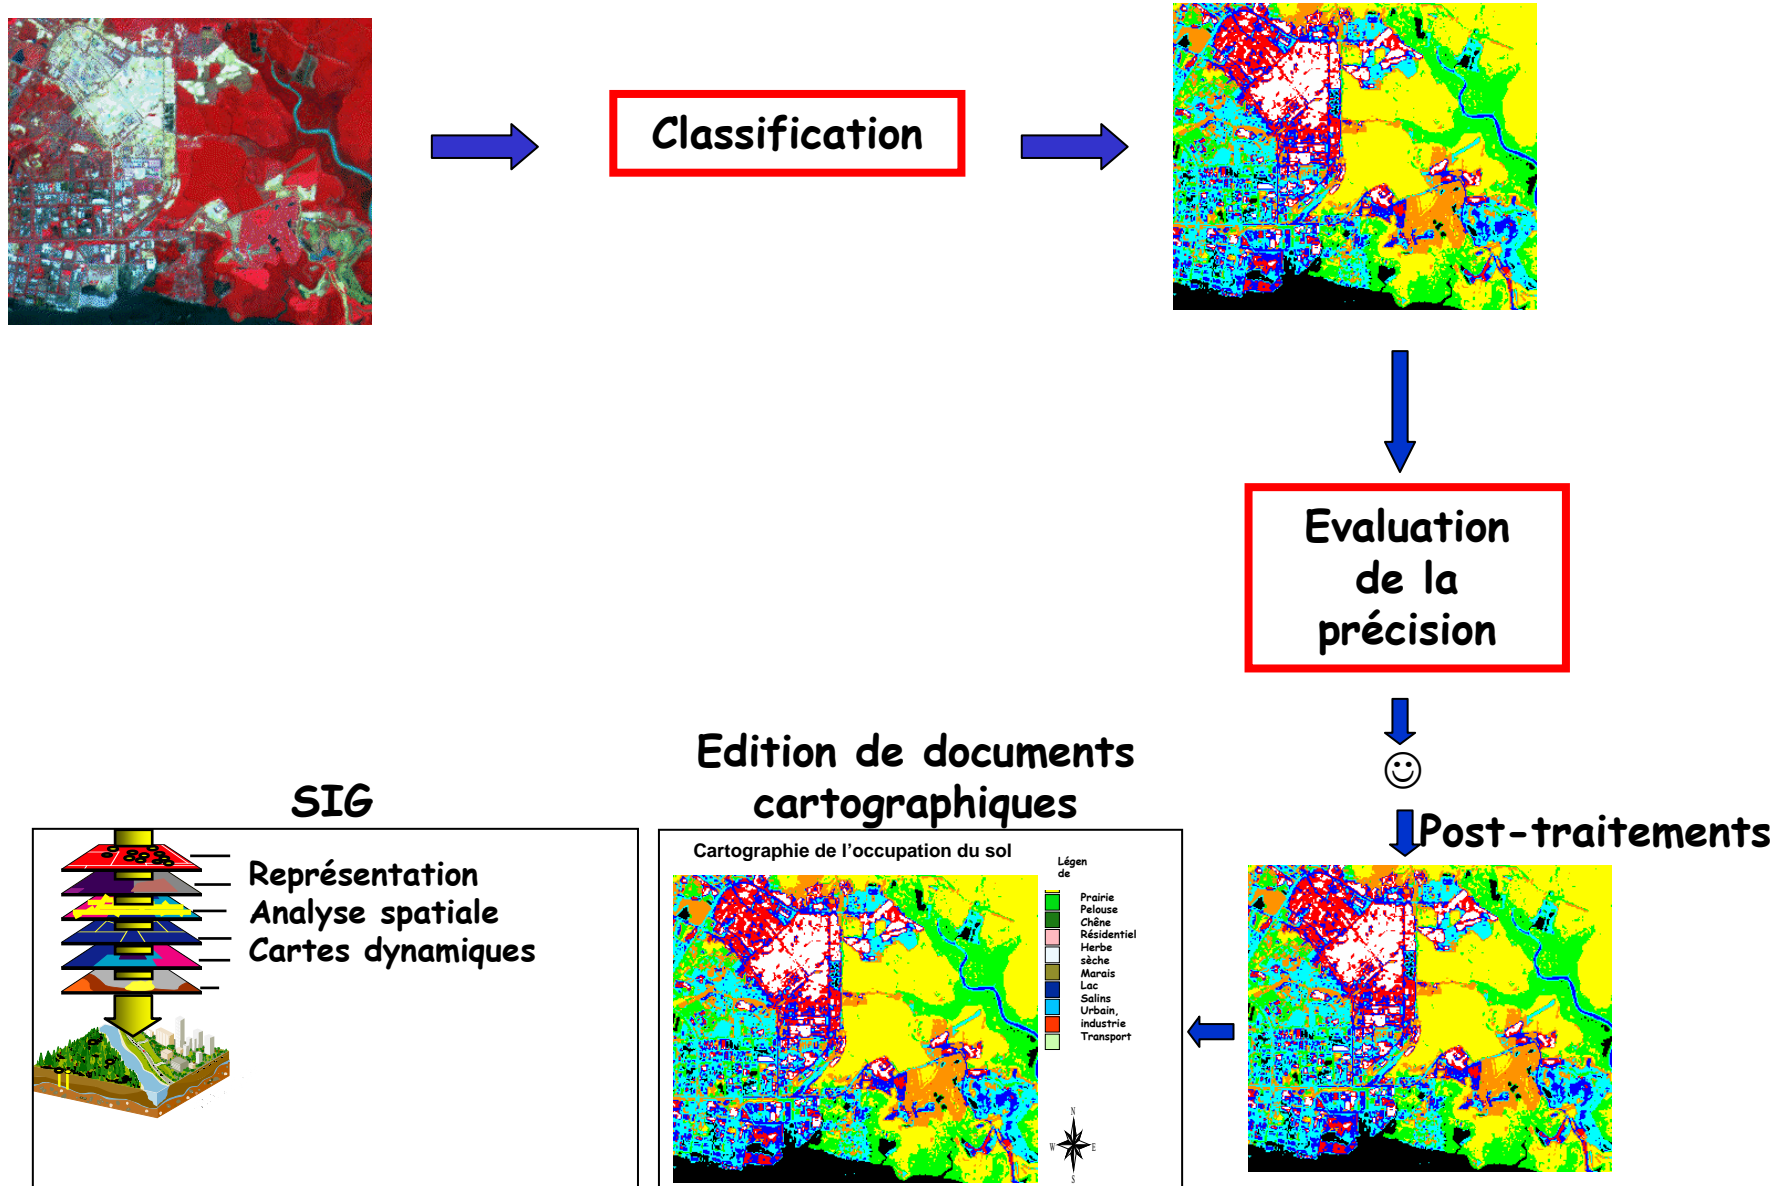 Classification
Evaluation
de la
précision
Post-traitements
Edition de documents
cartographiques
Cartographie de l'occupation du sol
Légen
de
Prairie
Pelouse
Chêne
Résidentiel
Herbe
sèche
Marais
Lac
Salins
Urbain,
industrie
Transport
N
W E
S
SIG
Représentation
Analyse spatiale
Cartes dynamiques